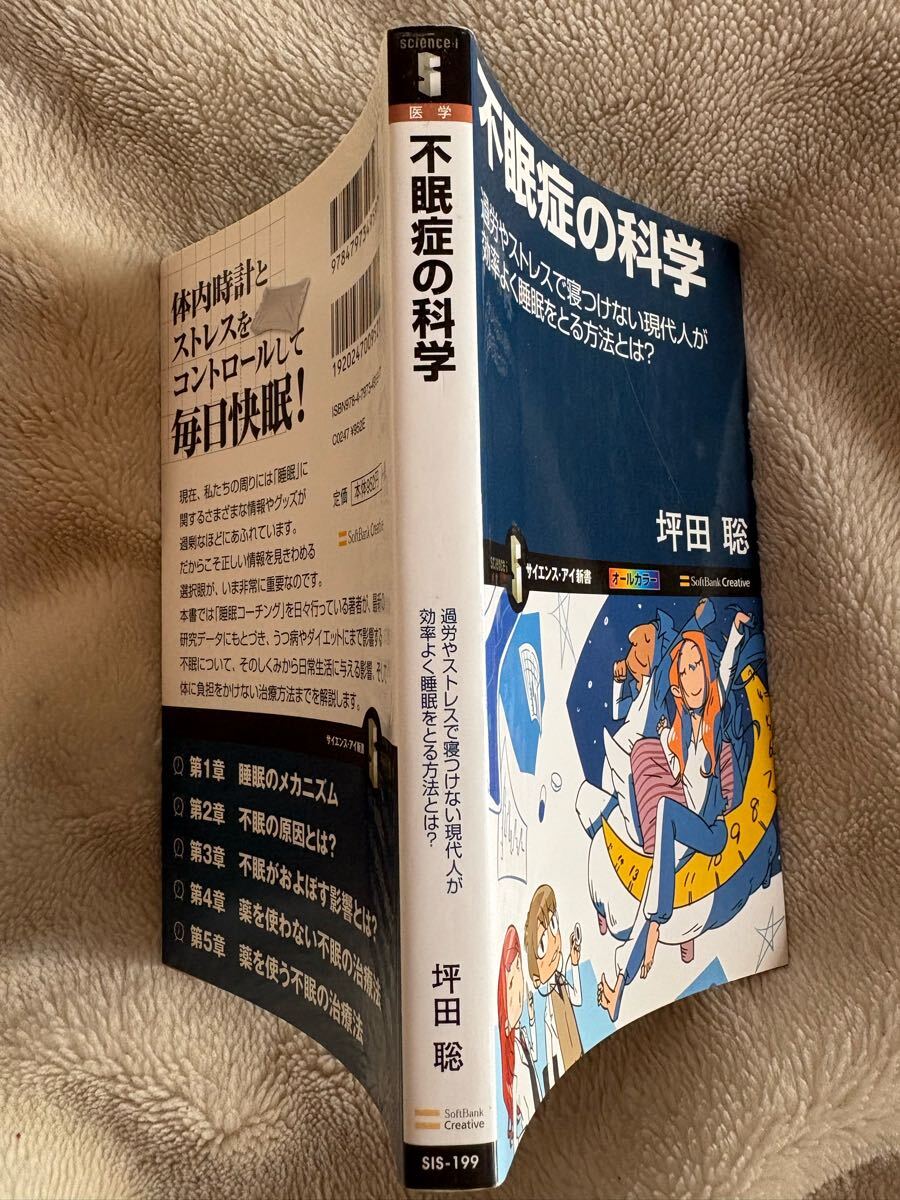 体内時計と
ストレスを
コントロールして
毎日快眠!
現在、私たちの周りには「睡眠」に
関するさまざまな情報やグッズが
過剰なほどにあふれています。
だからこそ正しい情報を見きわめる
選択眼が、いま非常に重要なのです。
本書では「睡眠コーチング」を日々行っている著者が、最新の
研究データにもとづき、うつ病やダイエットにまで影響する
不眠について、そのしくみから日常生活に与える影響、そして
体に負担をかけない治療方法までを解説します。
C0247 ¥952E
定価
SoftBank Creative
サイエンス・アイ新書
第1章 睡眠のメカニズム
第2章 不眠の原因とは?
第3章 不眠がおよぼす影響とは?
第4章 薬を使わない不眠の治療法
第5章 薬を使う不眠の治療法
science・i
S
医学
不眠症の科学
過労やストレスで寝つけない現代人が
効率よく睡眠をとる方法とは?
坪田 聡
SoftBank
Creative
SIS-199
不眠症の科学
過労やストレスで寝つけない現代人が
効率よく睡眠をとる方法とは?
坪田 聡
science・i
サイエンス・アイ新書
オールカラー
SoftBank Creative
7
8
9